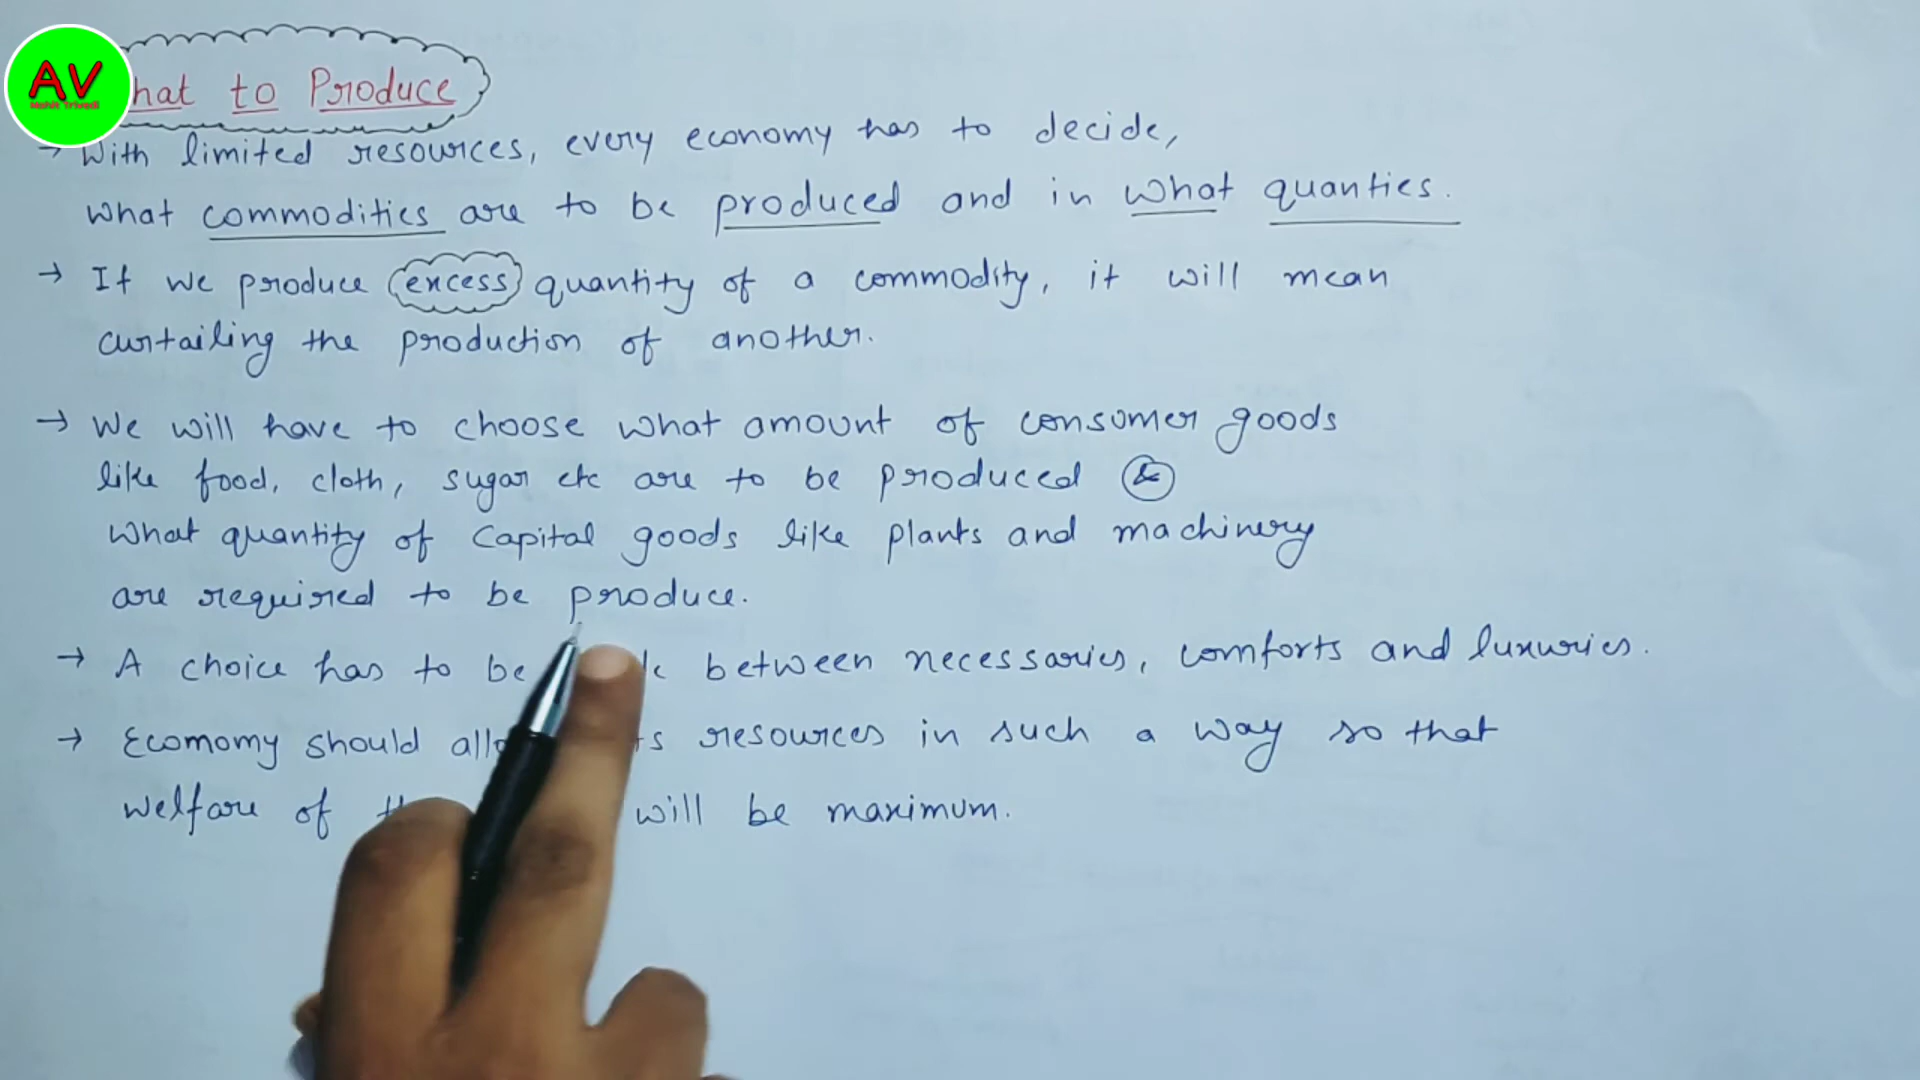 AV
Mohit Trivedi
hat to Produce
→ With limited resources, every economy has to decide,
what commodities are to be produced and in what quanties.
→ If we produce excess quantity of a commodity, it will mean
curtailing the production of another.
→ We will have to choose what amount of consumer goods
like food, cloth, sugar etc are to be produced &
what quantity of capital goods like plants and machinery
are required to be produce.
→ A choice has to be between necessaries, comforts and luxuries.
→ Ecomomy should resources in such a way so that
welfare of will be maximum.